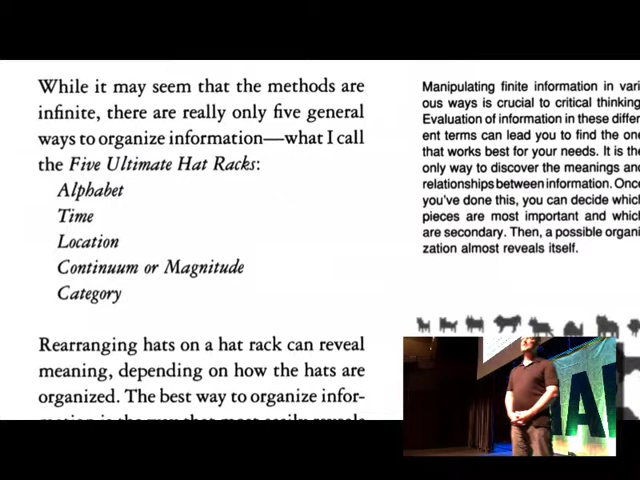 While it may seem that the methods are
infinite, there are really only five general
ways to organize information—what I call
the Five Ultimate Hat Racks:
Alphabet
Time
Location
Continuum or Magnitude
Category
Rearranging hats on a hat rack can reveal
meaning, depending on how the hats are
organized. The best way to organize infor-
Manipulating finite information in vari
ous ways is crucial to critical thinking
Evaluation of information in these differ
ent terms can lead you to find the one
that works best for your needs. It is the
only way to discover the meanings and
relationships between information. Once
you've done this, you can decide which
pieces are most important and which
are secondary. Then, a possible organi
zation almost reveals itself.